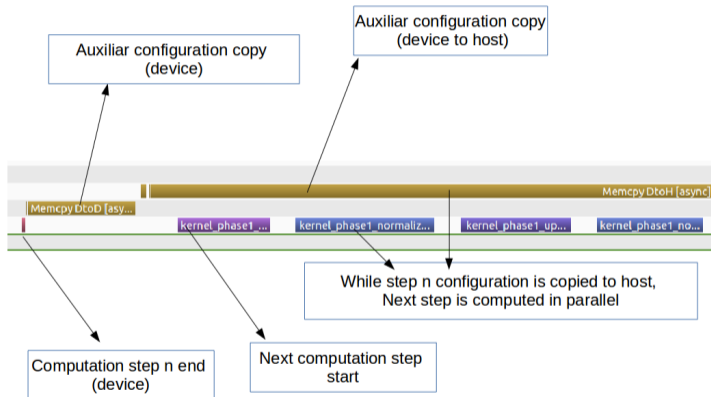 Auxiliar configuration copy
(device)
Auxiliar configuration copy
(device to host)
Memcpy DtoH [async]
Memcpy DtoD [asy...
kernel_phase1_...
kernel_phase1_normaliz...
kernel_phase1_up...
kernel_phase1_no...
While step n configuration is copied to host,
Next step is computed in parallel
Computation step n end
(device)
Next computation step
start